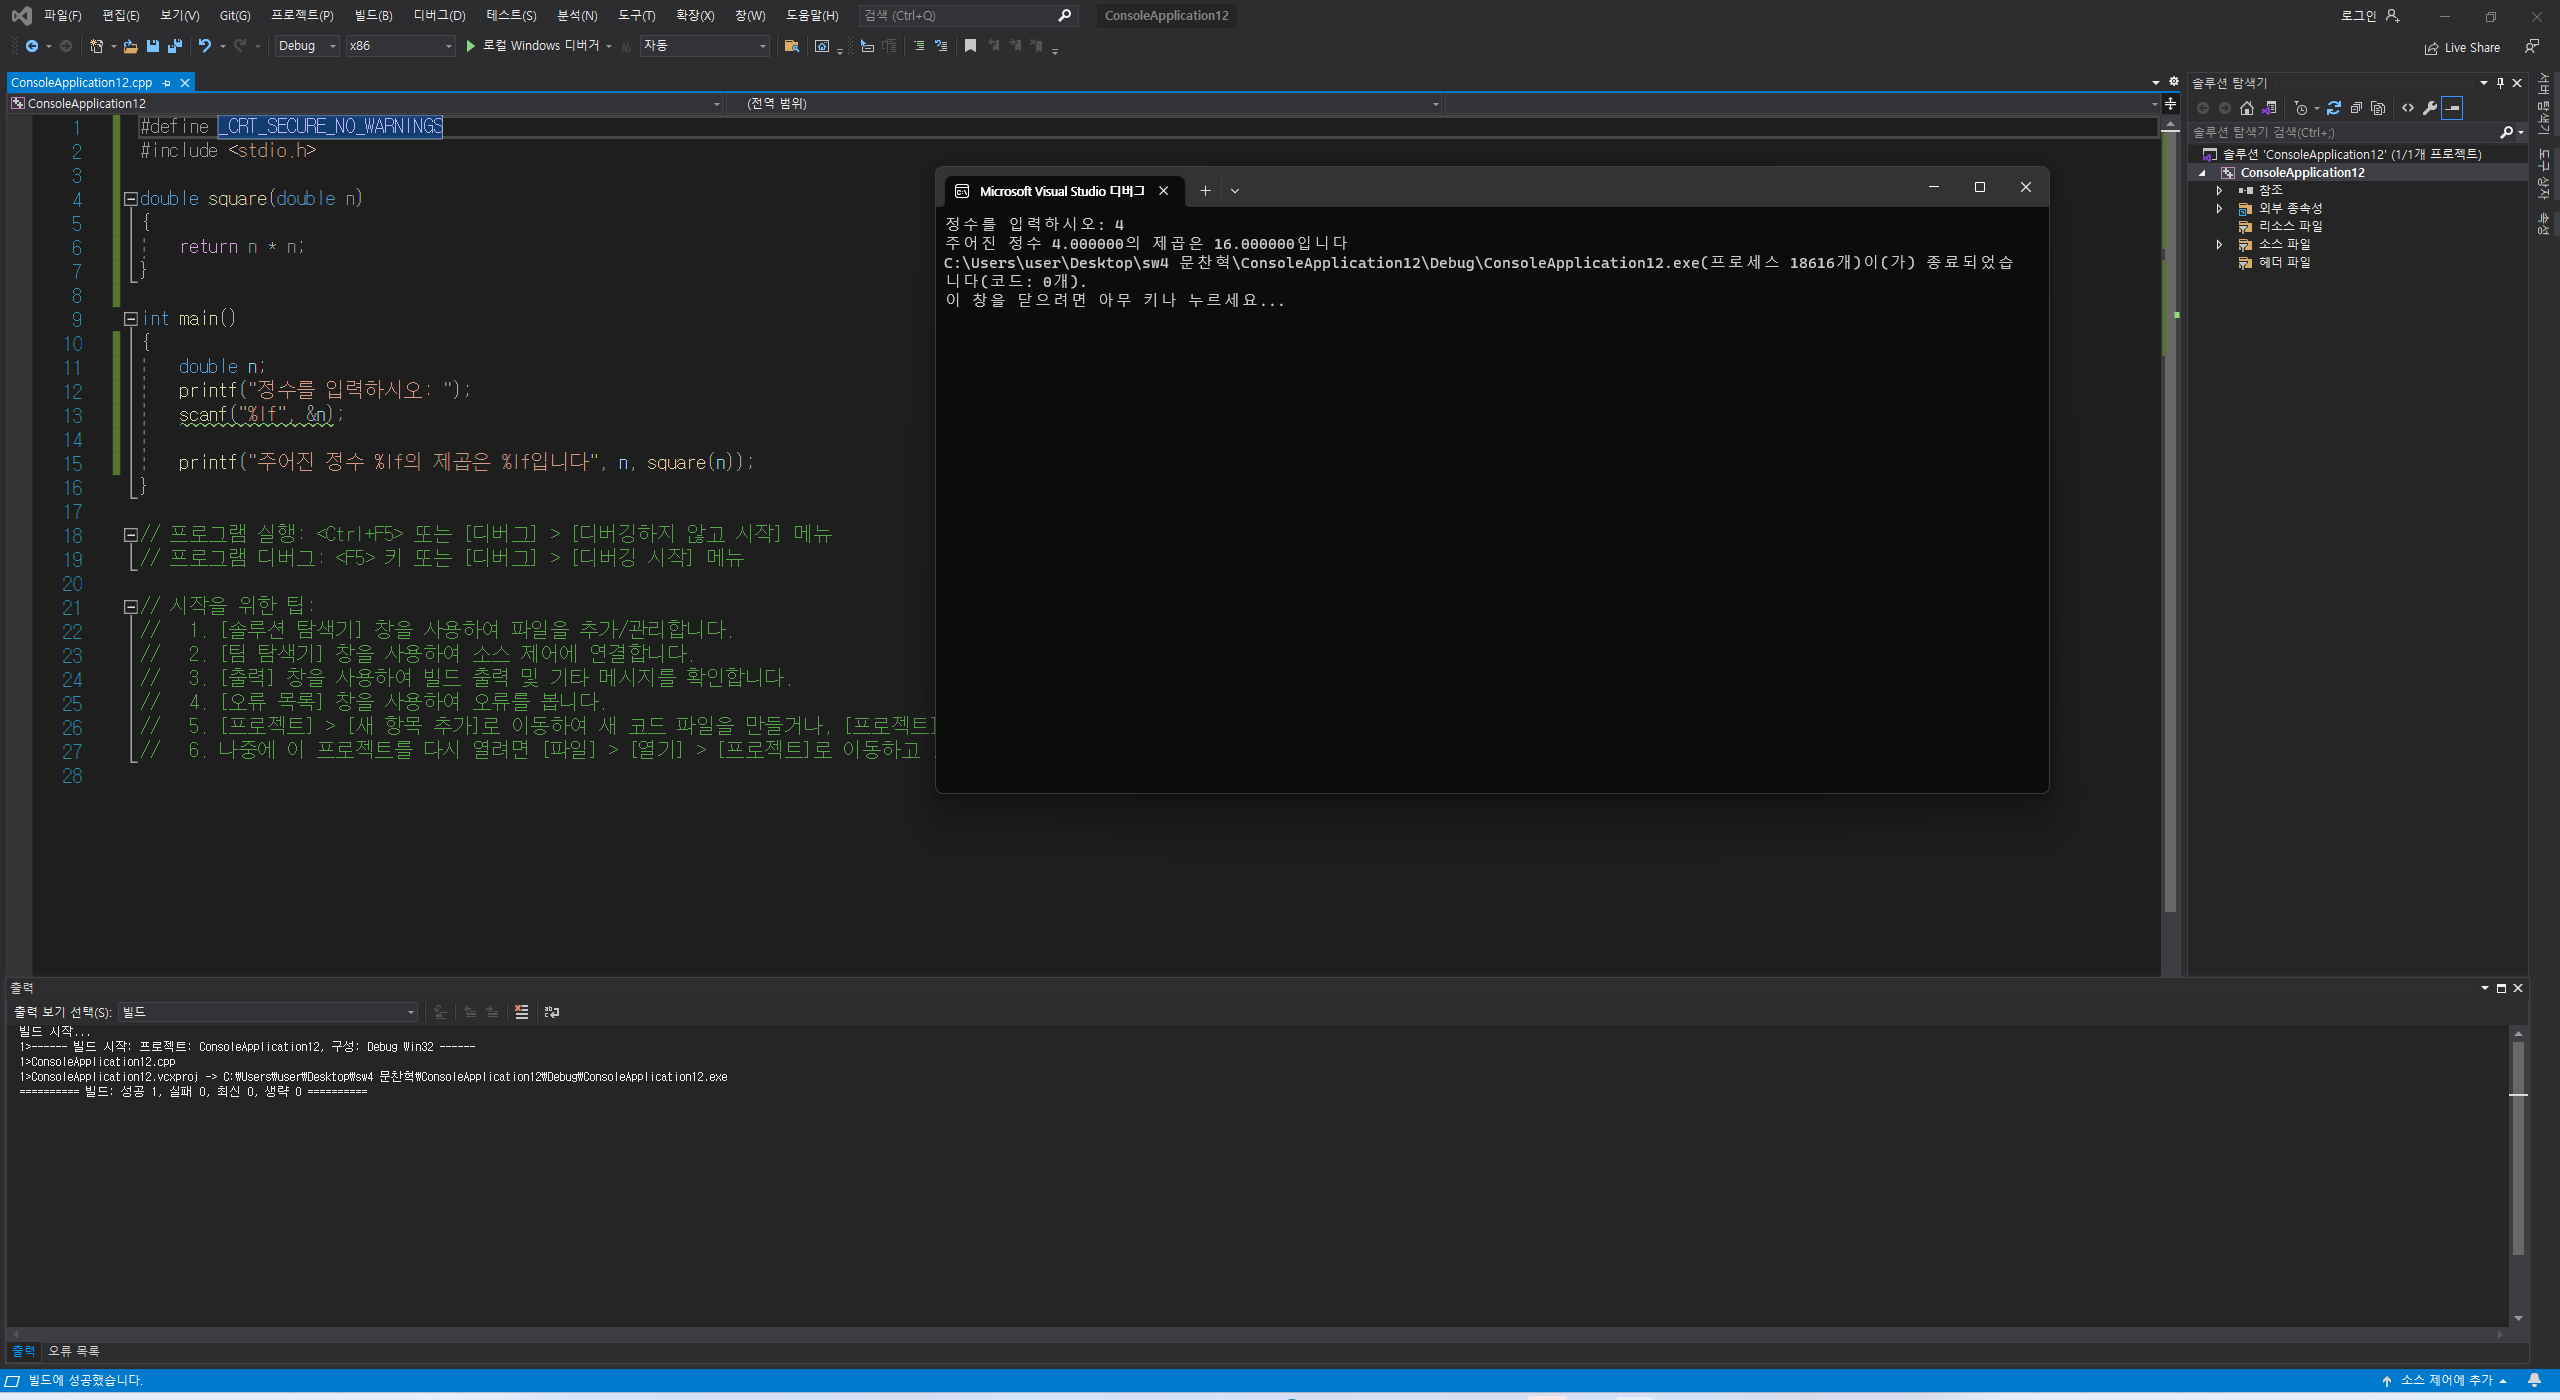 파일(F) 편집(E) 보기(V) Git(G) 프로젝트(P) 빌드(B) 디버그(D) 테스트(S) 분석(N) 도구(T) 확장(X) 창(W) 도움말(H) 검색 (Ctrl+Q) ConsoleApplication12 로그인
Debug x86 로컬 Windows 디버거 자동 Live Share
ConsoleApplication12.cpp
ConsoleApplication12 (전역 범위)
1 #define _CRT_SECURE_NO_WARNINGS
2 #include <stdio.h>
3
4 double square(double n)
5 {
6 return n * n;
7 }
8
9 int main()
10 {
11 double n;
12 printf("정수를 입력하시오: ");
13 scanf("%lf", &n);
14
15 printf("주어진 정수 %lf의 제곱은 %lf입니다", n, square(n));
16 }
17
18 // 프로그램 실행: <Ctrl+F5> 또는 [디버그] > [디버깅하지 않고 시작] 메뉴
19 // 프로그램 디버그: <F5> 키 또는 [디버그] > [디버깅 시작] 메뉴
20
21 // 시작을 위한 팁:
22 // 1. [솔루션 탐색기] 창을 사용하여 파일을 추가/관리합니다.
23 // 2. [팀 탐색기] 창을 사용하여 소스 제어에 연결합니다.
24 // 3. [출력] 창을 사용하여 빌드 출력 및 기타 메시지를 확인합니다.
25 // 4. [오류 목록] 창을 사용하여 오류를 봅니다.
26 // 5. [프로젝트] > [새 항목 추가]로 이동하여 새 코드 파일을 만들거나, [프로젝트]
27 // 6. 나중에 이 프로젝트를 다시 열려면 [파일] > [열기] > [프로젝트]로 이동하고
28
Microsoft Visual Studio 디버그
정수를 입력하시오: 4
주어진 정수 4.000000의 제곱은 16.000000입니다
C:\Users\user\Desktop\sw4 문찬혁\ConsoleApplication12\Debug\ConsoleApplication12.exe(프로세스 18616개)이(가) 종료되었습
니다(코드: 0개).
이 창을 닫으려면 아무 키나 누르세요...
솔루션 탐색기
솔루션 탐색기 검색(Ctrl+;)
솔루션 'ConsoleApplication12' (1/1개 프로젝트)
ConsoleApplication12
참조
외부 종속성
리소스 파일
소스 파일
헤더 파일
서버 탐색기
도구 상자
속성
출력
출력 보기 선택(S): 빌드
빌드 시작...
1>------ 빌드 시작: 프로젝트: ConsoleApplication12, 구성: Debug Win32 ------
1>ConsoleApplication12.cpp
1>ConsoleApplication12.vcxproj -> C:₩Users₩user₩Desktop₩sw4 문찬혁₩ConsoleApplication12₩Debug₩ConsoleApplication12.exe
========== 빌드: 성공 1, 실패 0, 최신 0, 생략 0 ==========
출력 오류 목록
빌드에 성공했습니다. 소스 제어에 추가